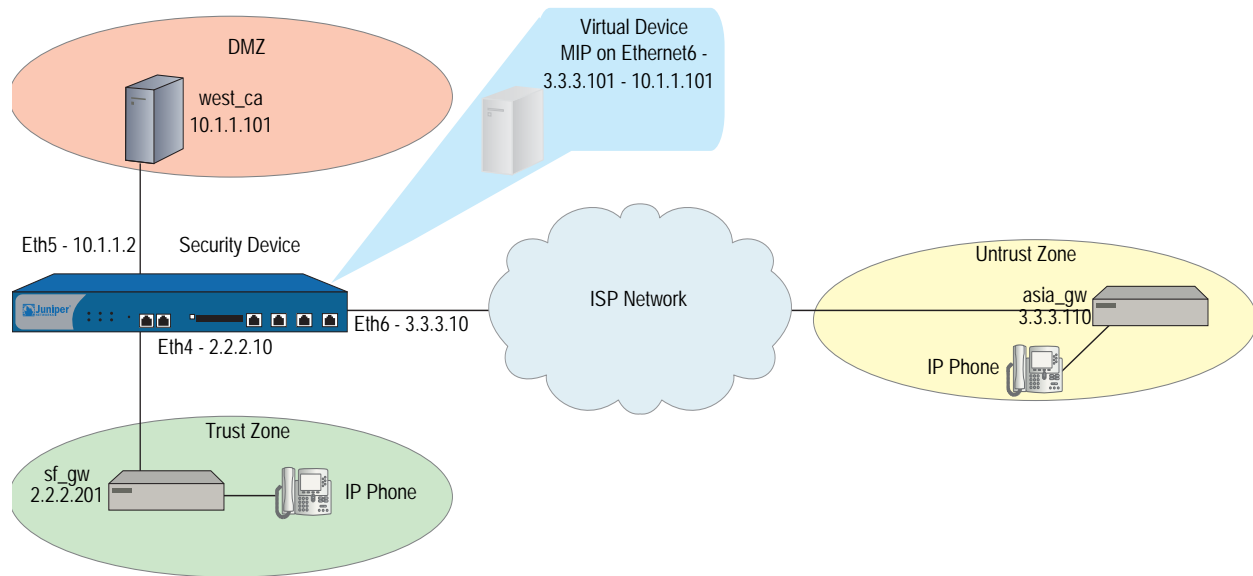 DMZ
west_ca
10.1.1.101
Virtual Device
MIP on Ethernet6 -
3.3.3.101 - 10.1.1.101
Eth5 - 10.1.1.2
Security Device
Juniper
Eth6 - 3.3.3.10
Eth4 - 2.2.2.10
ISP Network
Untrust Zone
asia_gw
3.3.3.110
IP Phone
Trust Zone
sf_gw
2.2.2.201
IP Phone